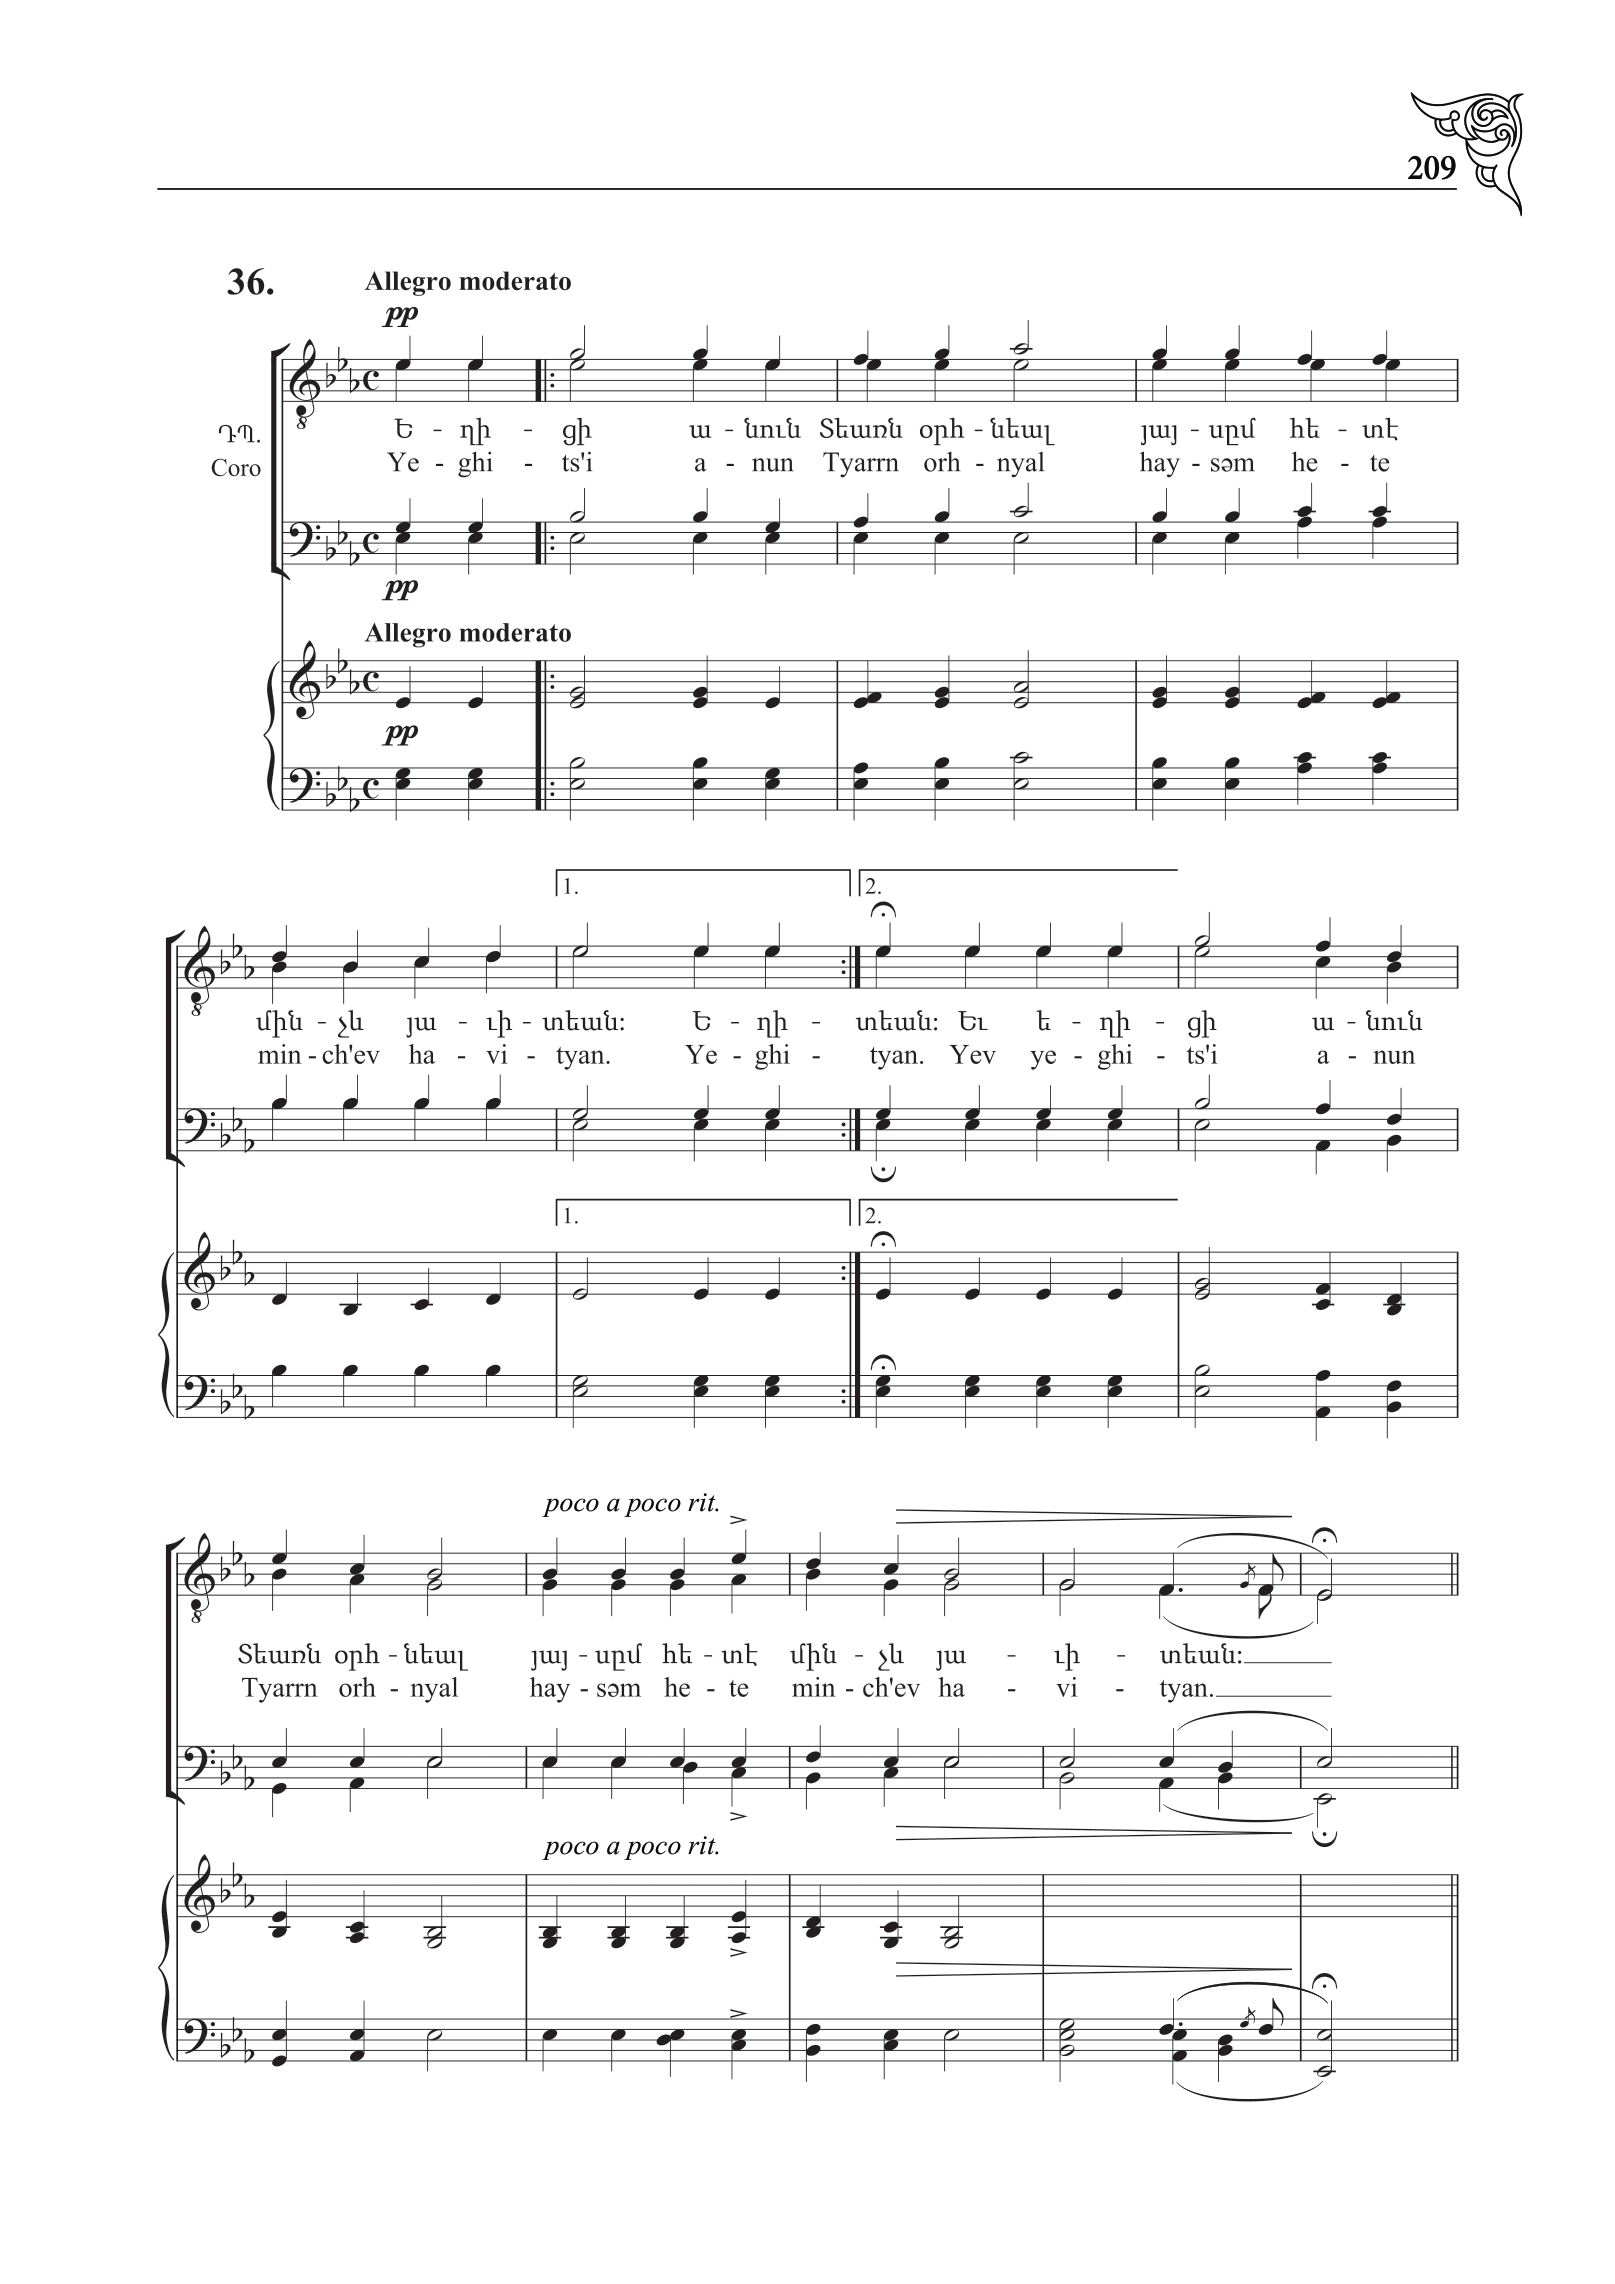 209
36.
Allegro moderato
pp
ԴՊ.
Coro
Ե - ղի - ցի ա - նուն Տեառն օրհ - նեալ յայ - սըմ հե - տէ
Ye - ghi - ts'i a - nun Tyarrn orh - nyal hay - səm he - te
pp
Allegro moderato
pp
1.
2.
մին - չև յա - ւի - տեան։ Ե - ղի - տեան։ Եւ ե - ղի - ցի ա - նուն
min - ch'ev ha - vi - tyan. Ye - ghi - tyan. Yev ye - ghi - ts'i a - nun
1.
2.
poco a poco rit.
Տեառն օրհ - նեալ յայ - սըմ հե - տէ մին - չև յա - ւի - տեան։
Tyarrn orh - nyal hay - səm he - te min - ch'ev ha - vi - tyan.
poco a poco rit.